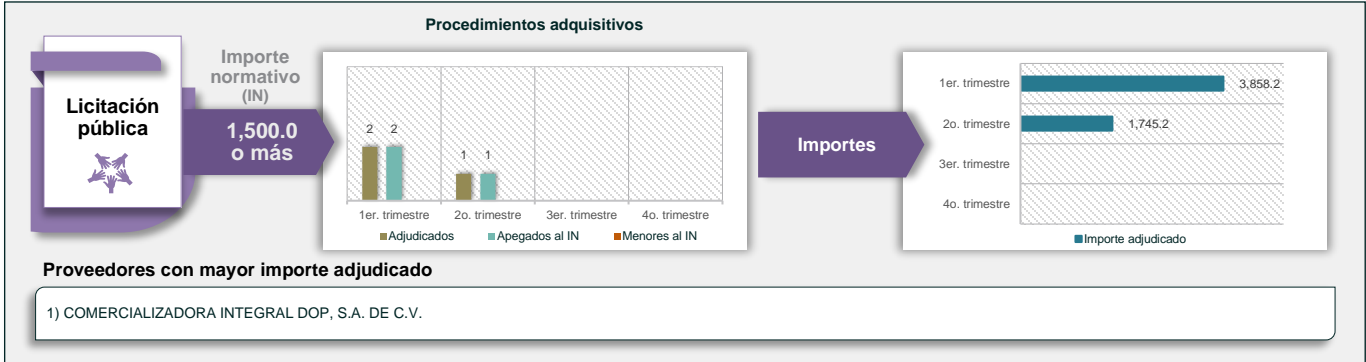 Procedimientos adquisitivos
Licitación
pública
Importe
normativo
(IN)
1,500.0
o más
2 2
1 1
1er. trimestre 2o. trimestre 3er. trimestre 4o. trimestre
Adjudicados Apegados al IN Menores al IN
Importes
1er. trimestre 3,858.2
2o. trimestre 1,745.2
3er. trimestre
4o. trimestre
Importe adjudicado
Proveedores con mayor importe adjudicado
1) COMERCIALIZADORA INTEGRAL DOP, S.A. DE C.V.